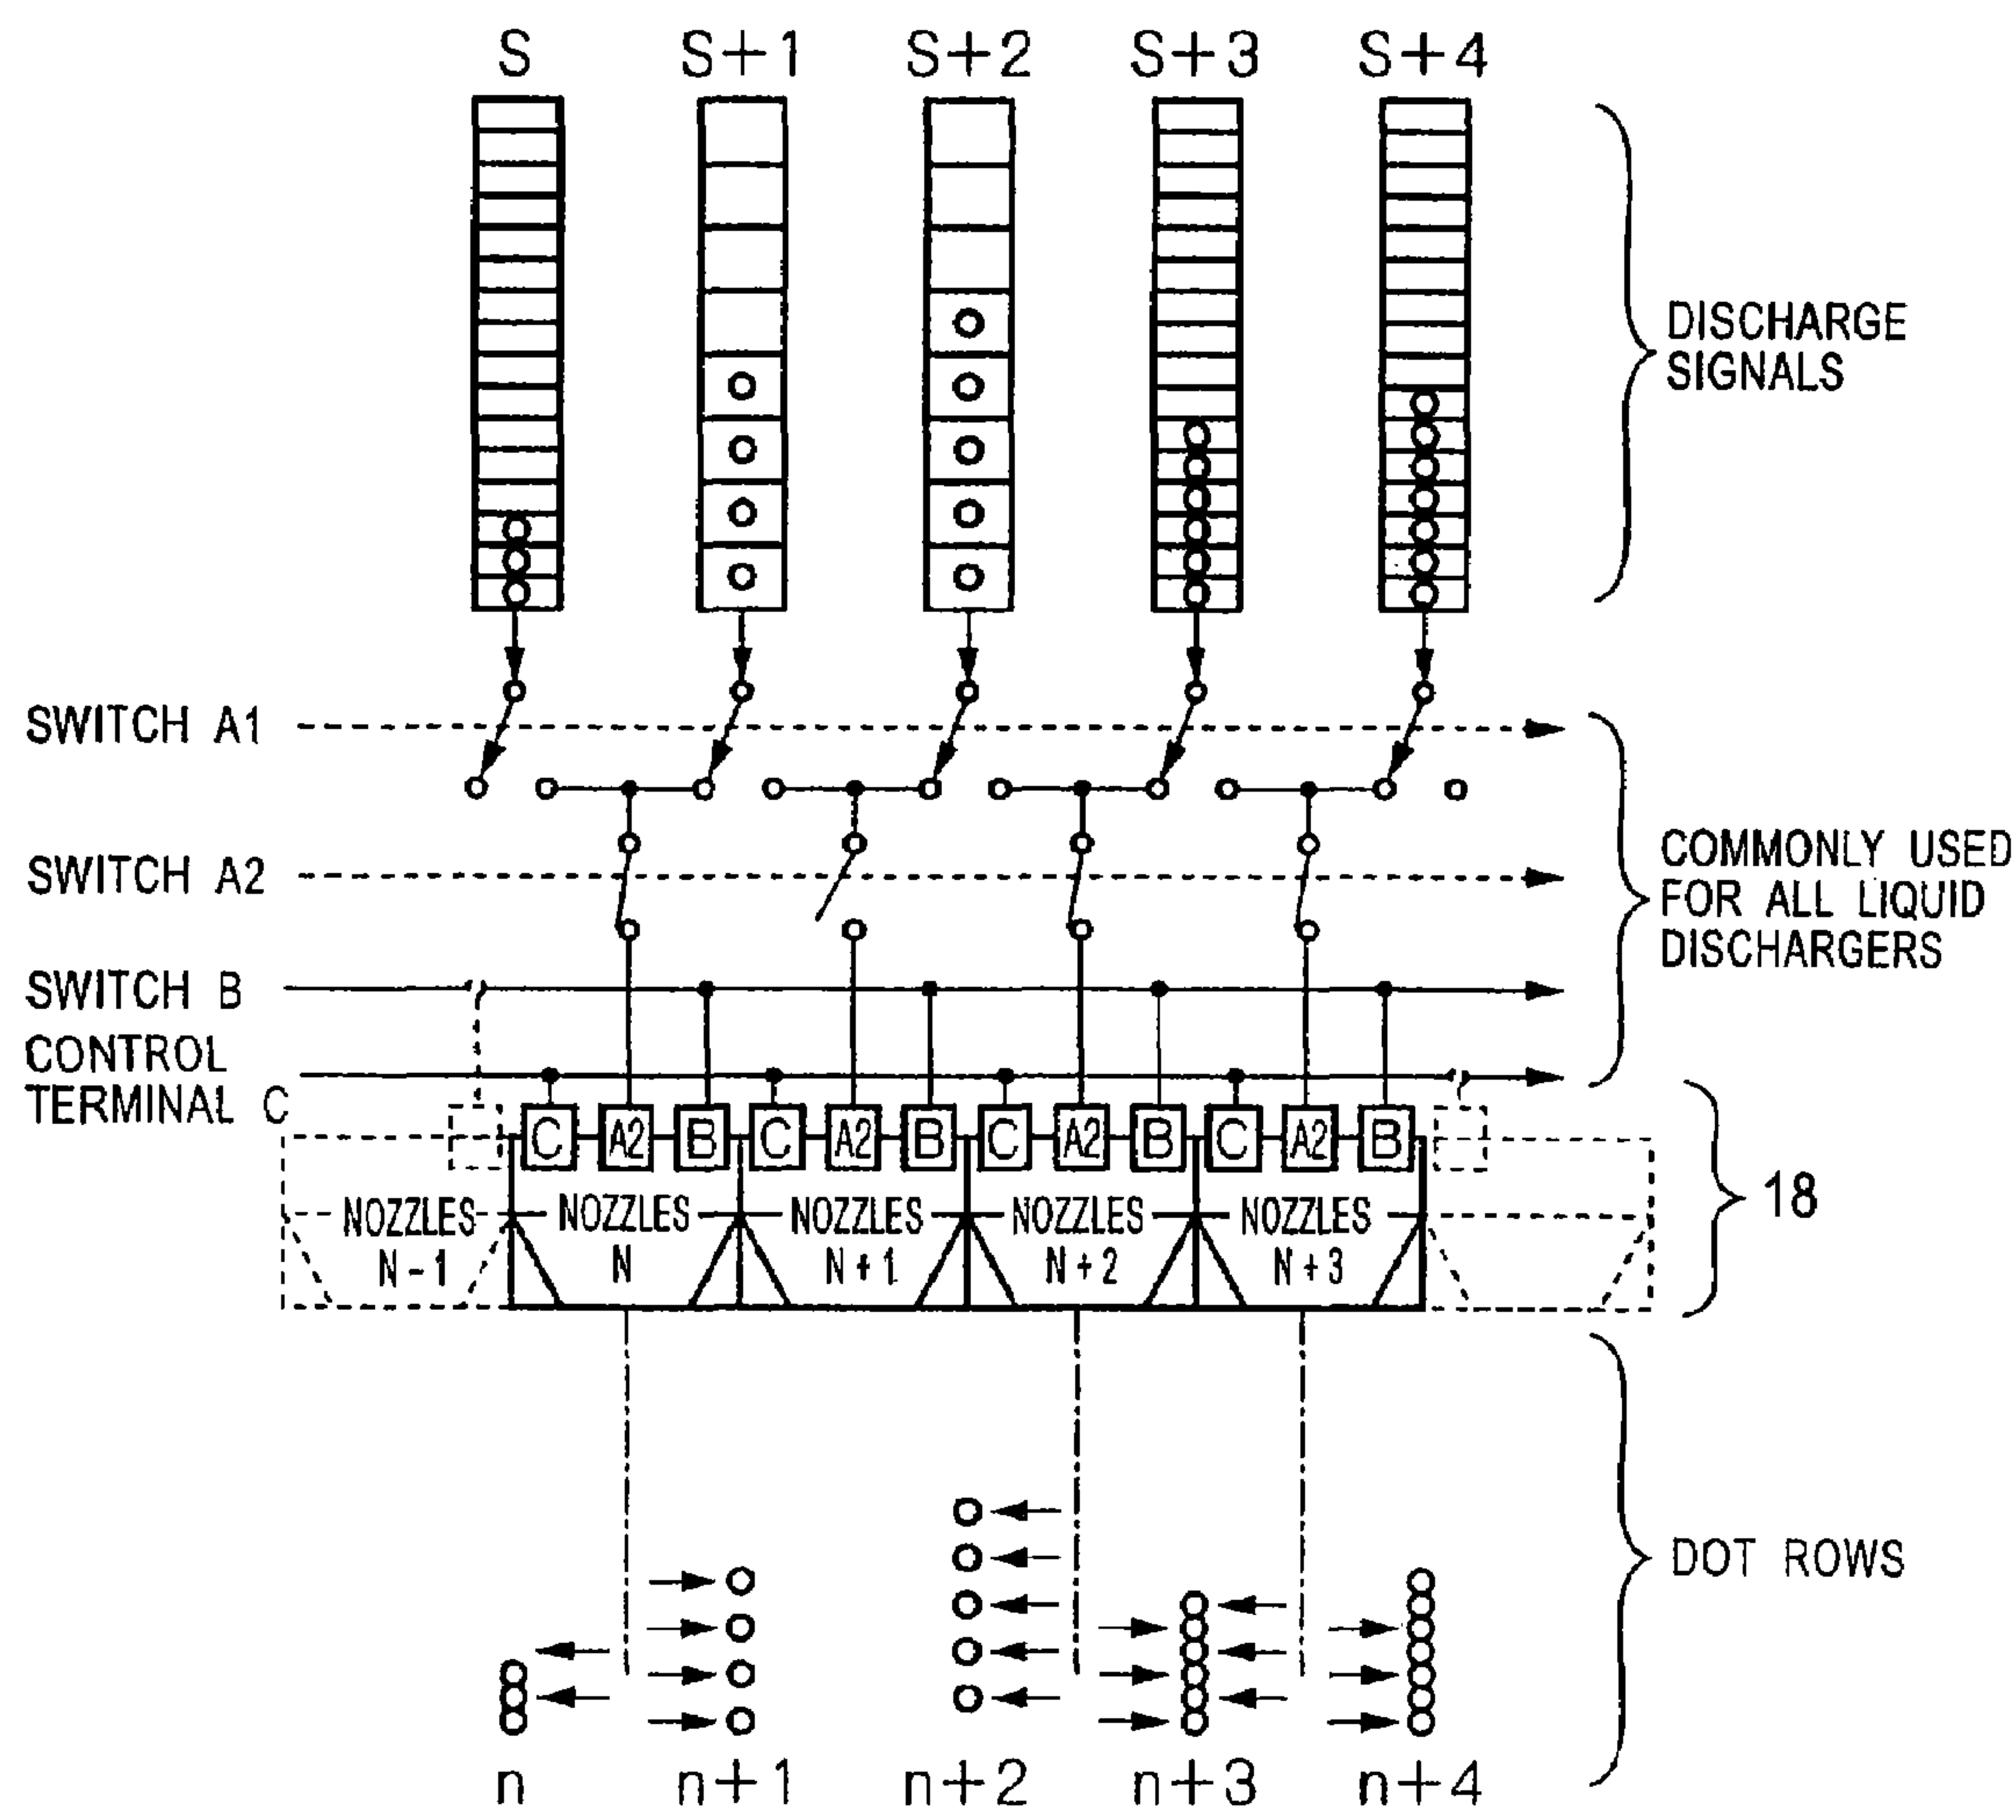 S S+1 S+2 S+3 S+4
DISCHARGE
SIGNALS
SWITCH A1
SWITCH A2
COMMONLY USED
FOR ALL LIQUID
DISCHARGERS
SWITCH B
CONTROL
TERMINAL C
C A2 B C A2 B C A2 B C A2 B
NOZZLES
N-1
NOZZLES
N
NOZZLES
N+1
NOZZLES
N+2
NOZZLES
N+3
18
DOT ROWS
n n+1 n+2 n+3 n+4